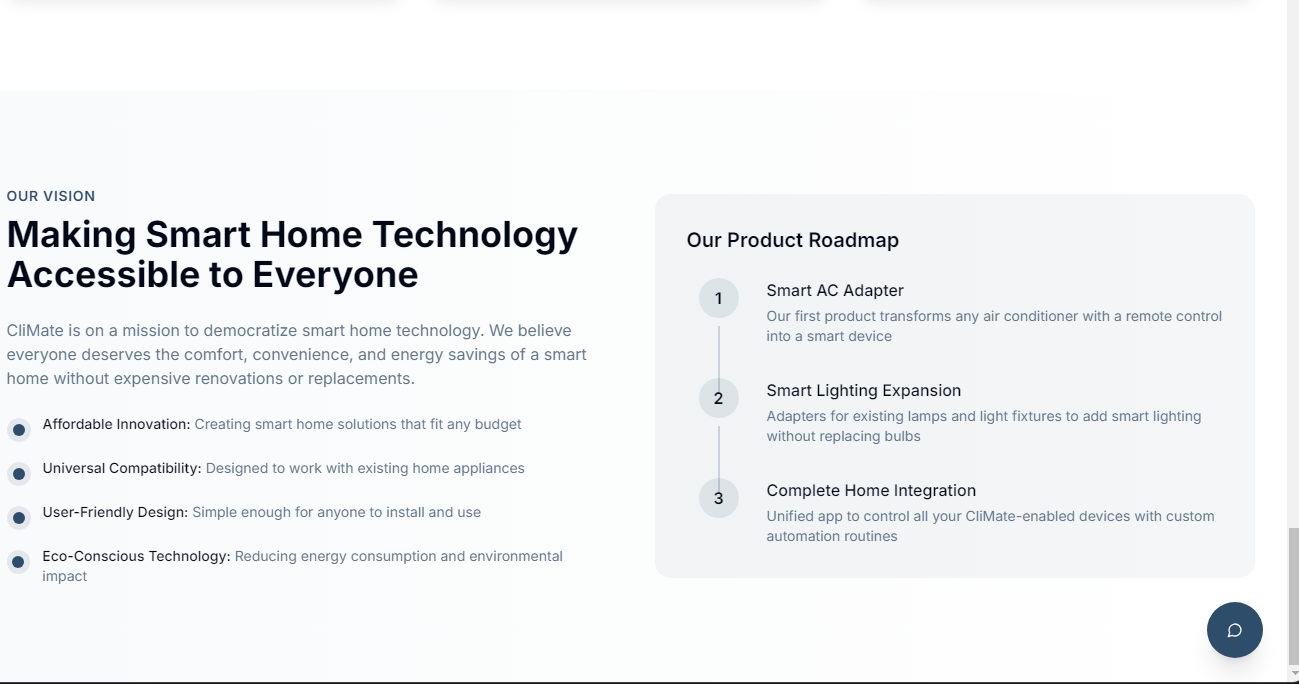 OUR VISION
Making Smart Home Technology
Accessible to Everyone
CliMate is on a mission to democratize smart home technology. We believe
everyone deserves the comfort, convenience, and energy savings of a smart
home without expensive renovations or replacements.
Affordable Innovation: Creating smart home solutions that fit any budget
Universal Compatibility: Designed to work with existing home appliances
User-Friendly Design: Simple enough for anyone to install and use
Eco-Conscious Technology: Reducing energy consumption and environmental
impact
Our Product Roadmap
1
Smart AC Adapter
Our first product transforms any air conditioner with a remote control
into a smart device
2
Smart Lighting Expansion
Adapters for existing lamps and light fixtures to add smart lighting
without replacing bulbs
3
Complete Home Integration
Unified app to control all your CliMate-enabled devices with custom
automation routines